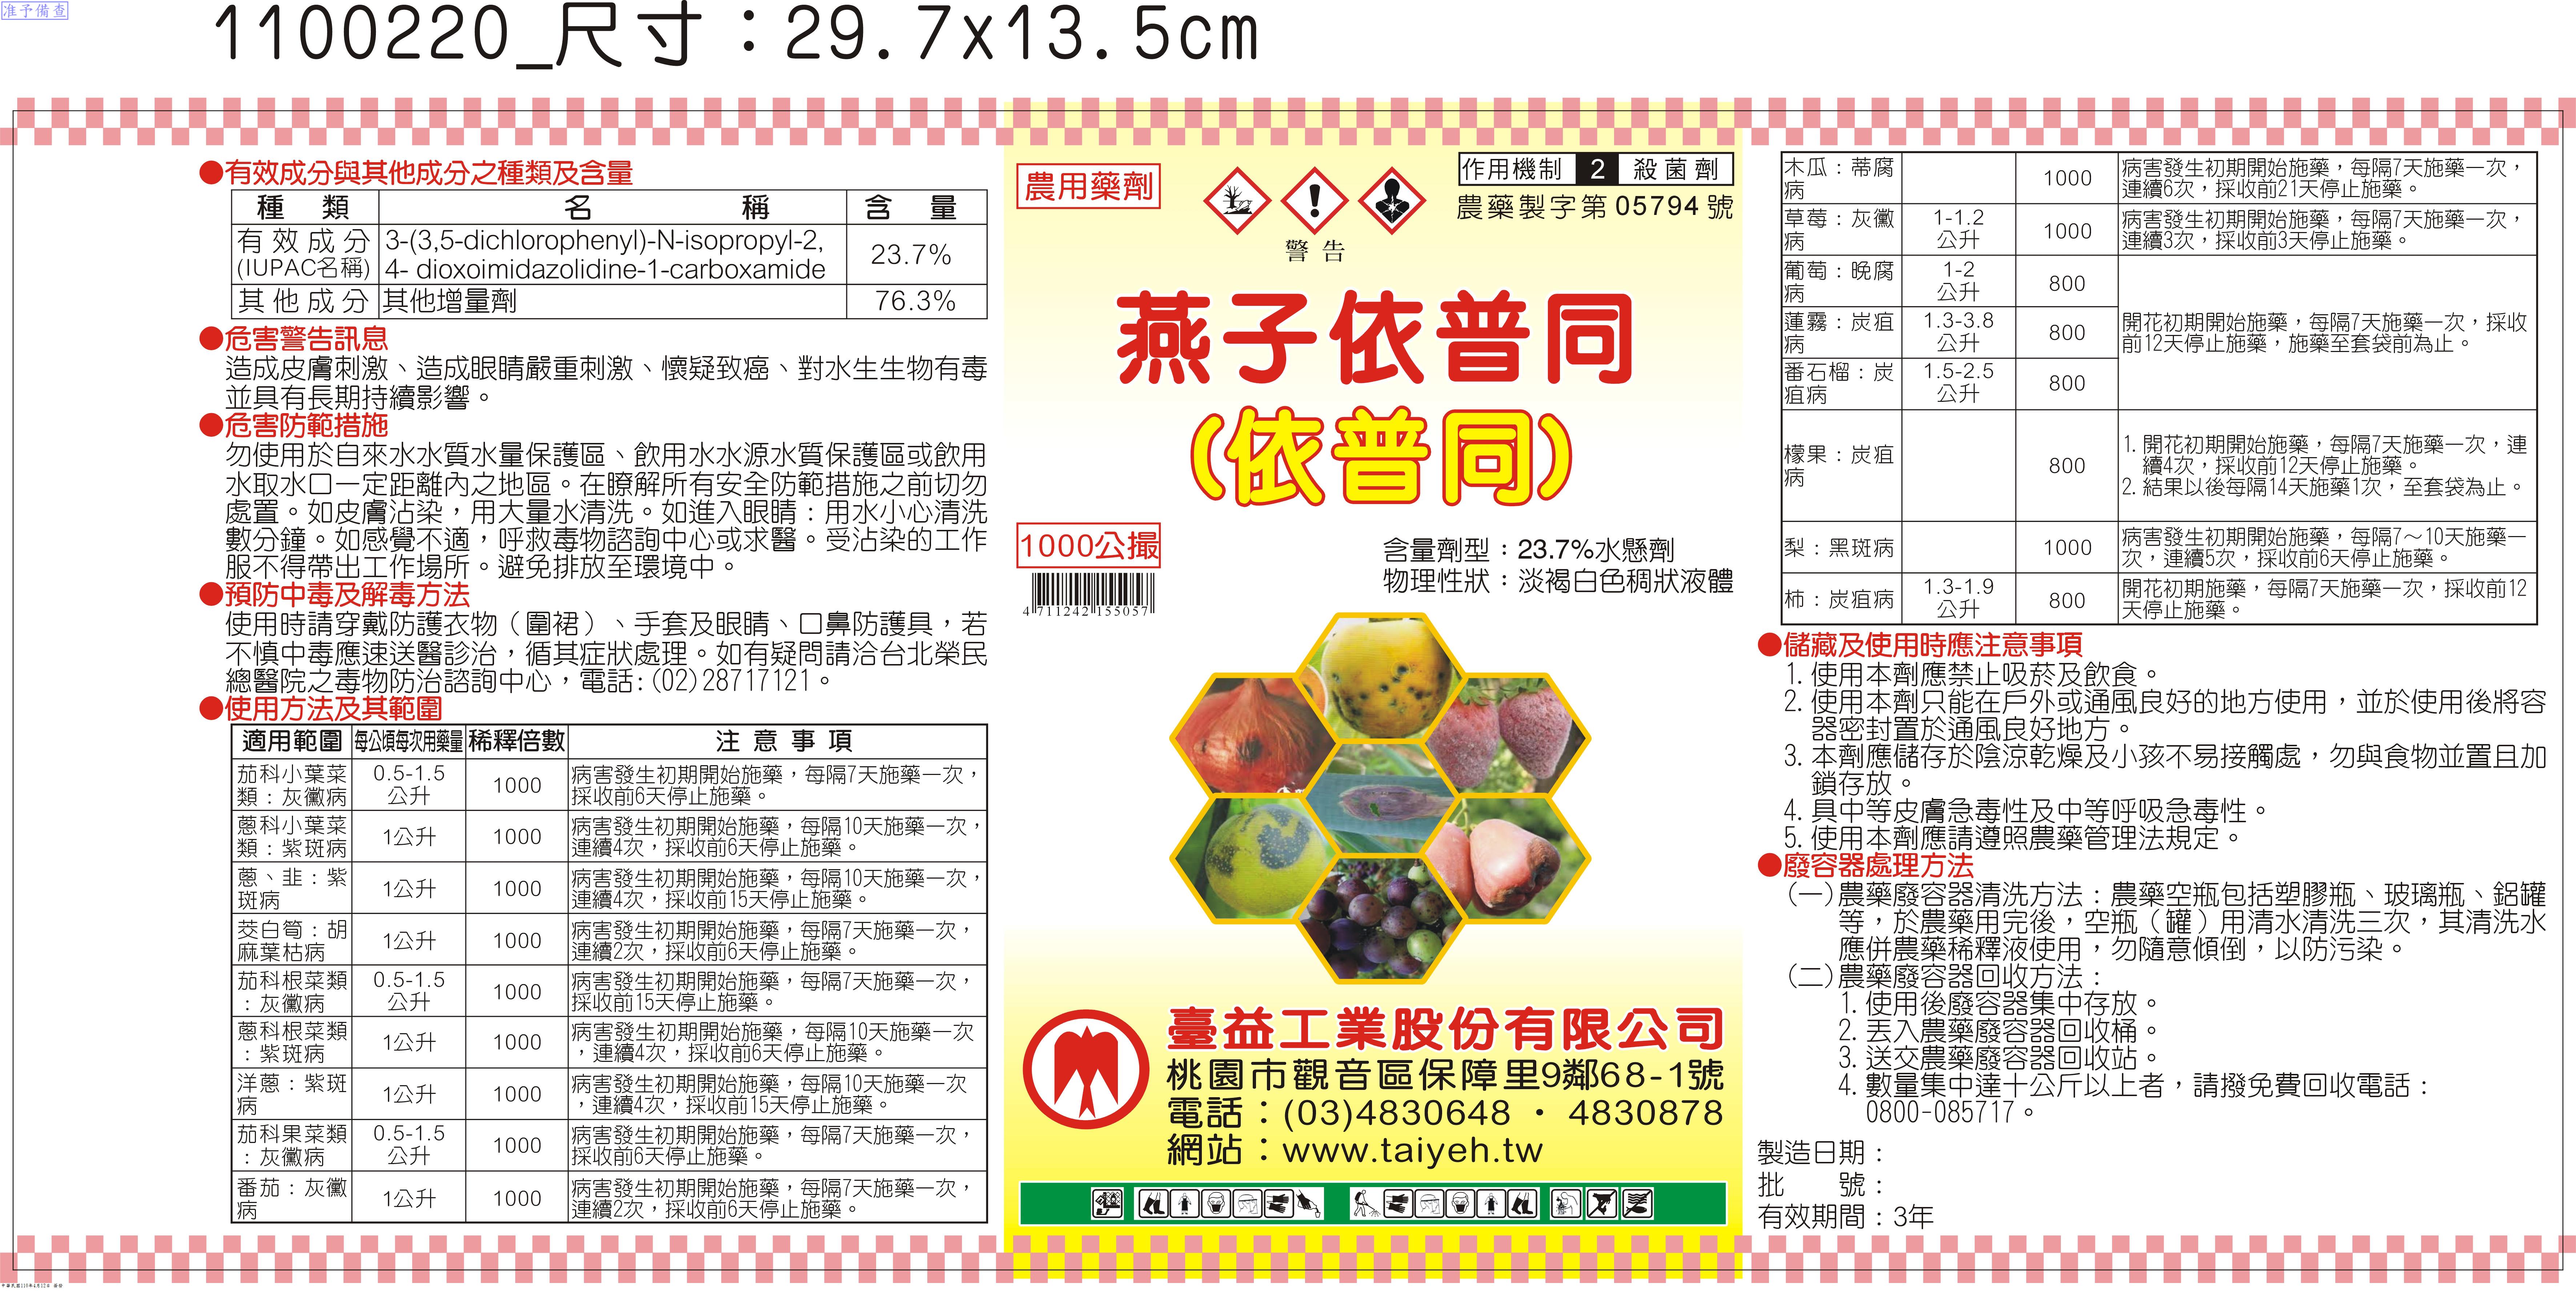 准予備查
1100220_尺寸：29.7x13.5cm
●有效成分與其他成分之種類及含量
種 類 名 稱 含 量
有效成分 3-(3,5-dichlorophenyl)-N-isopropyl-2,
(IUPAC名稱) 4- dioxoimidazolidine-1-carboxamide 23.7%
其他成分 其他增量劑 76.3%
●危害警告訊息
造成皮膚刺激、造成眼睛嚴重刺激、懷疑致癌、對水生生物有毒
並具有長期持續影響。
●危害防範措施
勿使用於自來水水質水量保護區、飲用水水源水質保護區或飲用
水取水口一定距離內之地區。在瞭解所有安全防範措施之前切勿
處置。如皮膚沾染，用大量水清洗。如進入眼睛：用水小心清洗
數分鐘。如感覺不適，呼救毒物諮詢中心或求醫。受沾染的工作
服不得帶出工作場所。避免排放至環境中。
●預防中毒及解毒方法
使用時請穿戴防護衣物（圍裙）、手套及眼睛、口鼻防護具，若
不慎中毒應速送醫診治，循其症狀處理。如有疑問請洽台北榮民
總醫院之毒物防治諮詢中心，電話:(02)28717121。
●使用方法及其範圍
適用範圍 每公頃每次用藥量 稀釋倍數 注意事項
茄科小葉菜 0.5-1.5 1000 病害發生初期開始施藥，每隔7天施藥一次，
類：灰黴病 公升 採收前6天停止施藥。
蔥科小葉菜 1公升 1000 病害發生初期開始施藥，每隔10天施藥一次，
類：紫斑病 連續4次，採收前6天停止施藥。
蔥、韭：紫 1公升 1000 病害發生初期開始施藥，每隔10天施藥一次，
斑病 連續4次，採收前15天停止施藥。
茭白筍：胡 1公升 1000 病害發生初期開始施藥，每隔7天施藥一次，
麻葉枯病 連續2次，採收前6天停止施藥。
茄科根菜類 0.5-1.5 1000 病害發生初期開始施藥，每隔7天施藥一次，
：灰黴病 公升 採收前15天停止施藥。
蔥科根菜類 1公升 1000 病害發生初期開始施藥，每隔10天施藥一次
：紫斑病 ，連續4次，採收前6天停止施藥。
洋蔥：紫斑 1公升 1000 病害發生初期開始施藥，每隔10天施藥一次
病 ，連續4次，採收前15天停止施藥。
茄科果菜類 0.5-1.5 1000 病害發生初期開始施藥，每隔7天施藥一次，
：灰黴病 公升 採收前6天停止施藥。
番茄：灰黴 1公升 1000 病害發生初期開始施藥，每隔7天施藥一次，
病 連續2次，採收前6天停止施藥。
農用藥劑
警告
作用機制 2 殺菌劑
農藥製字第05794號
燕子依普同
(依普同)
1000公撮
4 711242 155057
含量劑型：23.7%水懸劑
物理性狀：淡褐白色稠狀液體
臺益工業股份有限公司
桃園市觀音區保障里9鄰68-1號
電話：(03)4830648 · 4830878
網站：www.taiyeh.tw
木瓜：蒂腐 1000 病害發生初期開始施藥，每隔7天施藥一次，
病 連續6次，採收前21天停止施藥。
草莓：灰黴 1-1.2 1000 病害發生初期開始施藥，每隔7天施藥一次，
病 公升 連續3次，採收前3天停止施藥。
葡萄：晚腐 1-2 800
病 公升
蓮霧：炭疽 1.3-3.8 800 開花初期開始施藥，每隔7天施藥一次，採收
病 公升 前12天停止施藥，施藥至套袋前為止。
番石榴：炭 1.5-2.5 800
疽病 公升
檬果：炭疽 800 1. 開花初期開始施藥，每隔7天施藥一次，連
病 續4次，採收前12天停止施藥。
2. 結果以後每隔14天施藥1次，至套袋為止。
梨：黑斑病 1000 病害發生初期開始施藥，每隔7～10天施藥一
次，連續5次，採收前6天停止施藥。
柿：炭疽病 1.3-1.9 800 開花初期施藥，每隔7天施藥一次，採收前12
公升 天停止施藥。
●儲藏及使用時應注意事項
1. 使用本劑應禁止吸菸及飲食。
2. 使用本劑只能在戶外或通風良好的地方使用，並於使用後將容
器密封置於通風良好地方。
3. 本劑應儲存於陰涼乾燥及小孩不易接觸處，勿與食物並置且加
鎖存放。
4. 具中等皮膚急毒性及中等呼吸急毒性。
5. 使用本劑應請遵照農藥管理法規定。
●廢容器處理方法
(一)農藥廢容器清洗方法：農藥空瓶包括塑膠瓶、玻璃瓶、鋁罐
等，於農藥用完後，空瓶（罐）用清水清洗三次，其清洗水
應併農藥稀釋液使用，勿隨意傾倒，以防污染。
(二)農藥廢容器回收方法：
1. 使用後廢容器集中存放。
2. 丟入農藥廢容器回收桶。
3. 送交農藥廢容器回收站。
4. 數量集中達十公斤以上者，請撥免費回收電話：
0800-085717。
製造日期：
批 號：
有效期間：3年